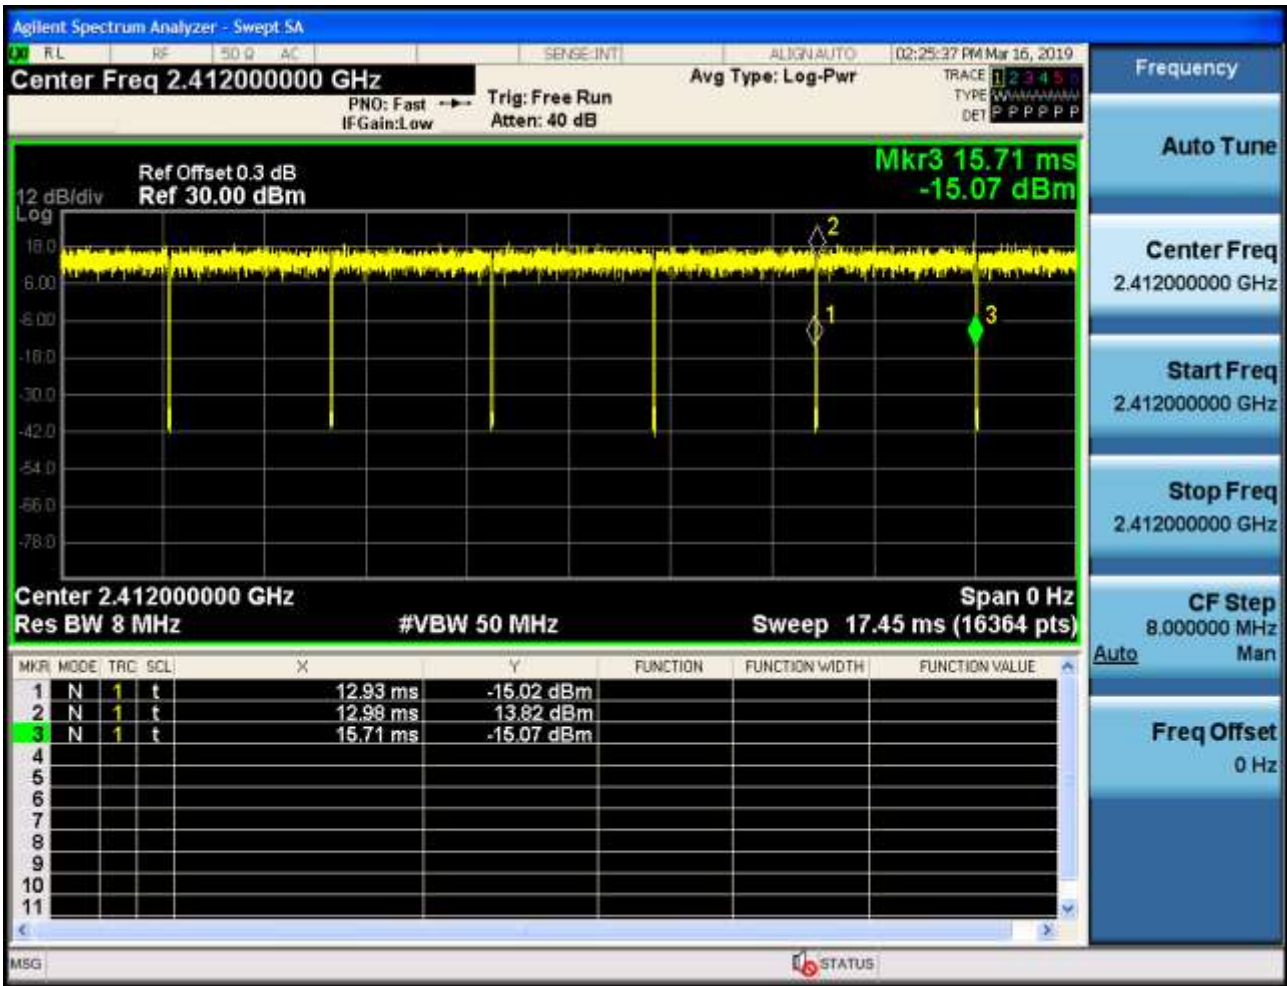 Agilent Spectrum Analyzer - Swept SA
LXI RL RF 50 Ω AC SENSE:INT ALIGNAUTO 02:25:37 PM Mar 16, 2019
Center Freq 2.412000000 GHz
PNO: Fast
IFGain:Low
Trig: Free Run
Atten: 40 dB
Avg Type: Log-Pwr
TRACE 1 2 3 4 5 6
TYPE
DET P P P P P P
Mkr3 15.71 ms
-15.07 dBm
Ref Offset 0.3 dB
12 dB/div Ref 30.00 dBm
Log
18.0
6.00
-6.00
-18.0
-30.0
-42.0
-54.0
-66.0
-78.0
2
1
3
Center 2.412000000 GHz Span 0 Hz
Res BW 8 MHz #VBW 50 MHz Sweep 17.45 ms (16364 pts)
MKR MODE TRC SCL X Y FUNCTION FUNCTION WIDTH FUNCTION VALUE
1 N 1 t 12.93 ms -15.02 dBm
2 N 1 t 12.98 ms 13.82 dBm
3 N 1 t 15.71 ms -15.07 dBm
4
5
6
7
8
9
10
11
MSG STATUS
Frequency
Auto Tune
Center Freq
2.412000000 GHz
Start Freq
2.412000000 GHz
Stop Freq
2.412000000 GHz
CF Step
8.000000 MHz
Auto Man
Freq Offset
0 Hz